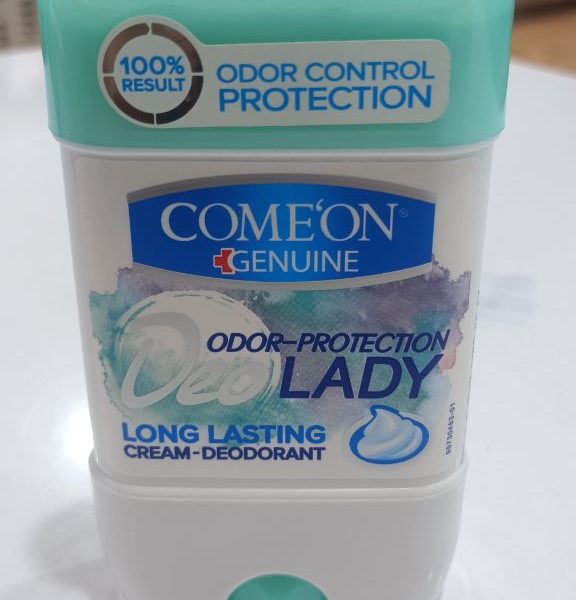 100%
RESULT
ODOR CONTROL
PROTECTION
COME'ON®
GENUINE
ODOR-PROTECTION
Deo LADY
LONG LASTING
CREAM-DEODORANT